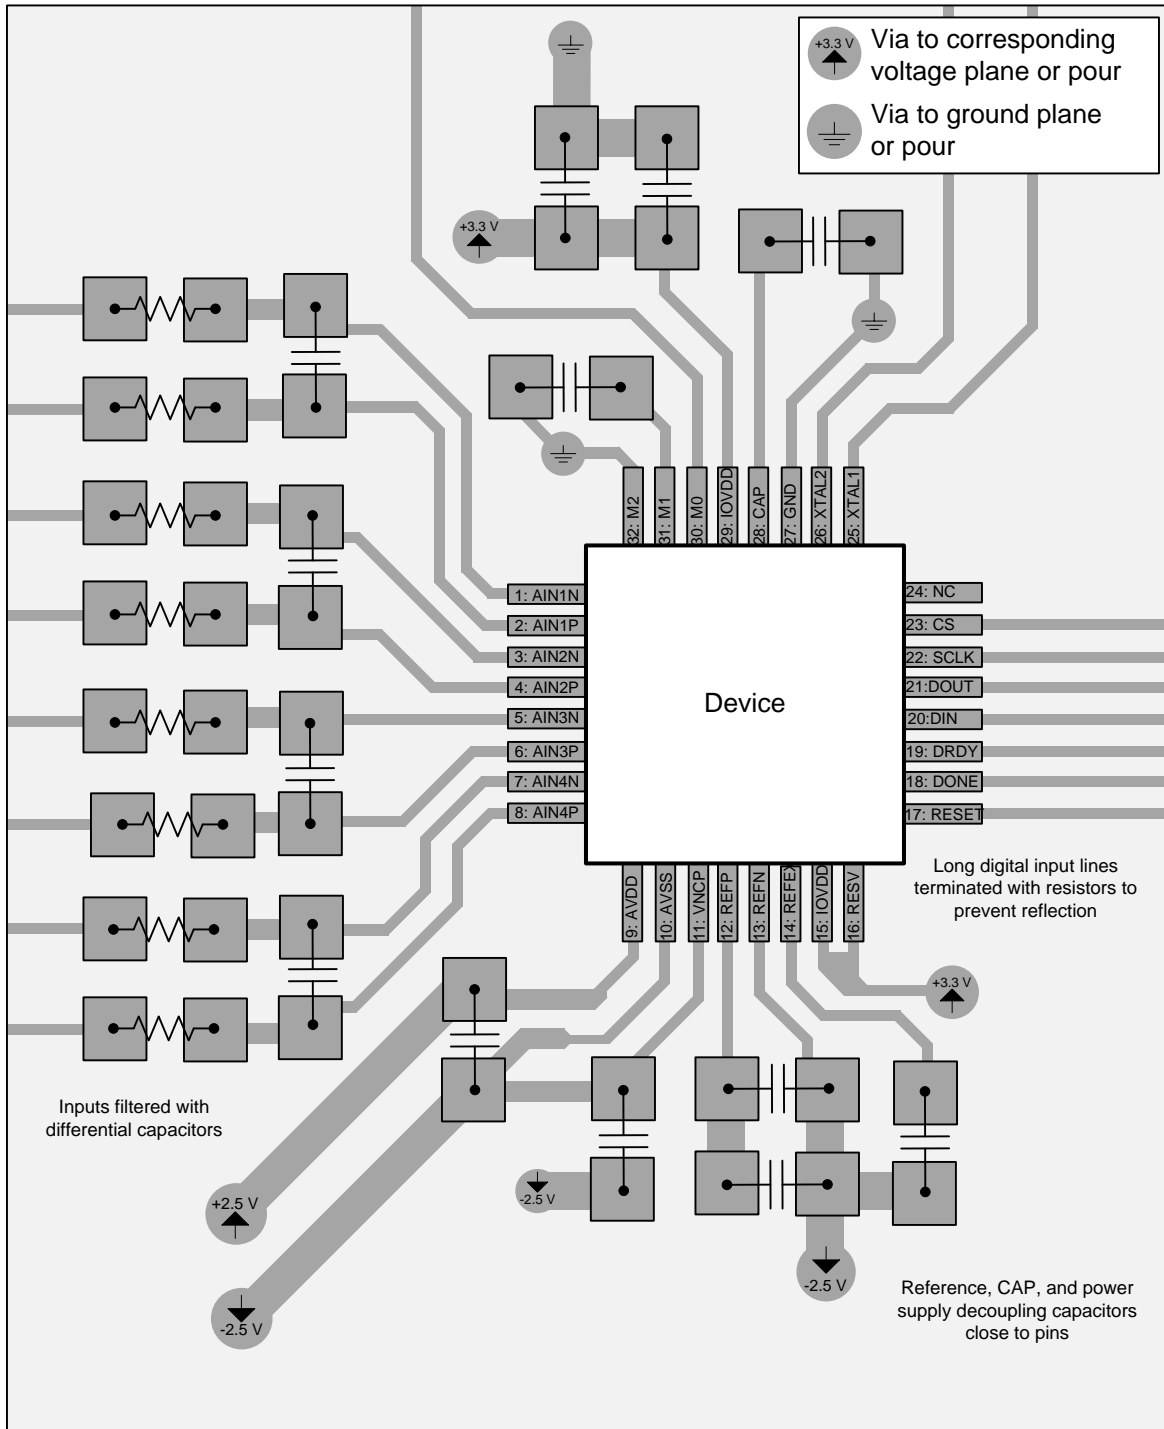 +3.3 V
Via to corresponding
voltage plane or pour
Via to ground plane
or pour
+3.3 V
32: M2
31: M1
30: M0
29: IOVDD
28: CAP
27: GND
26: XTAL2
25: XTAL1
1: AIN1N
2: AIN1P
3: AIN2N
4: AIN2P
5: AIN3N
6: AIN3P
7: AIN4N
8: AIN4P
Device
24: NC
23: CS
22: SCLK
21:DOUT
20:DIN
19: DRDY
18: DONE
17: RESET
9: AVDD
10: AVSS
11: VNCP
12: REFP
13: REFN
14: REFEX
15: IOVDD
16: RESV
Long digital input lines
terminated with resistors to
prevent reflection
+3.3 V
Inputs filtered with
differential capacitors
+2.5 V
-2.5 V
-2.5 V
-2.5 V
Reference, CAP, and power
supply decoupling capacitors
close to pins